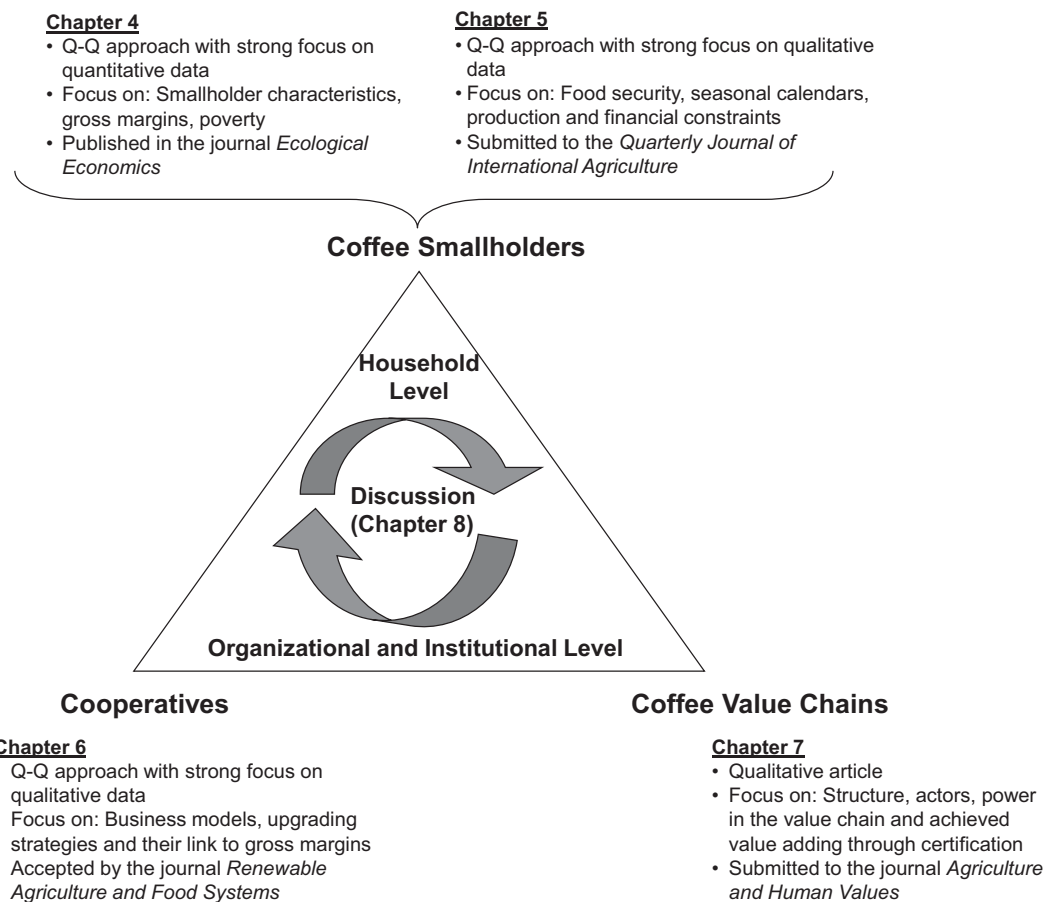 Chapter 4
• Q-Q approach with strong focus on
quantitative data
• Focus on: Smallholder characteristics,
gross margins, poverty
• Published in the journal Ecological
Economics
Chapter 5
• Q-Q approach with strong focus on qualitative
data
• Focus on: Food security, seasonal calendars,
production and financial constraints
• Submitted to the Quarterly Journal of
International Agriculture
Coffee Smallholders
Household
Level
Discussion
(Chapter 8)
Organizational and Institutional Level
Cooperatives
Chapter 6
Q-Q approach with strong focus on
qualitative data
Focus on: Business models, upgrading
strategies and their link to gross margins
Accepted by the journal Renewable
Agriculture and Food Systems
Coffee Value Chains
Chapter 7
• Qualitative article
• Focus on: Structure, actors, power
in the value chain and achieved
value adding through certification
• Submitted to the journal Agriculture
and Human Values